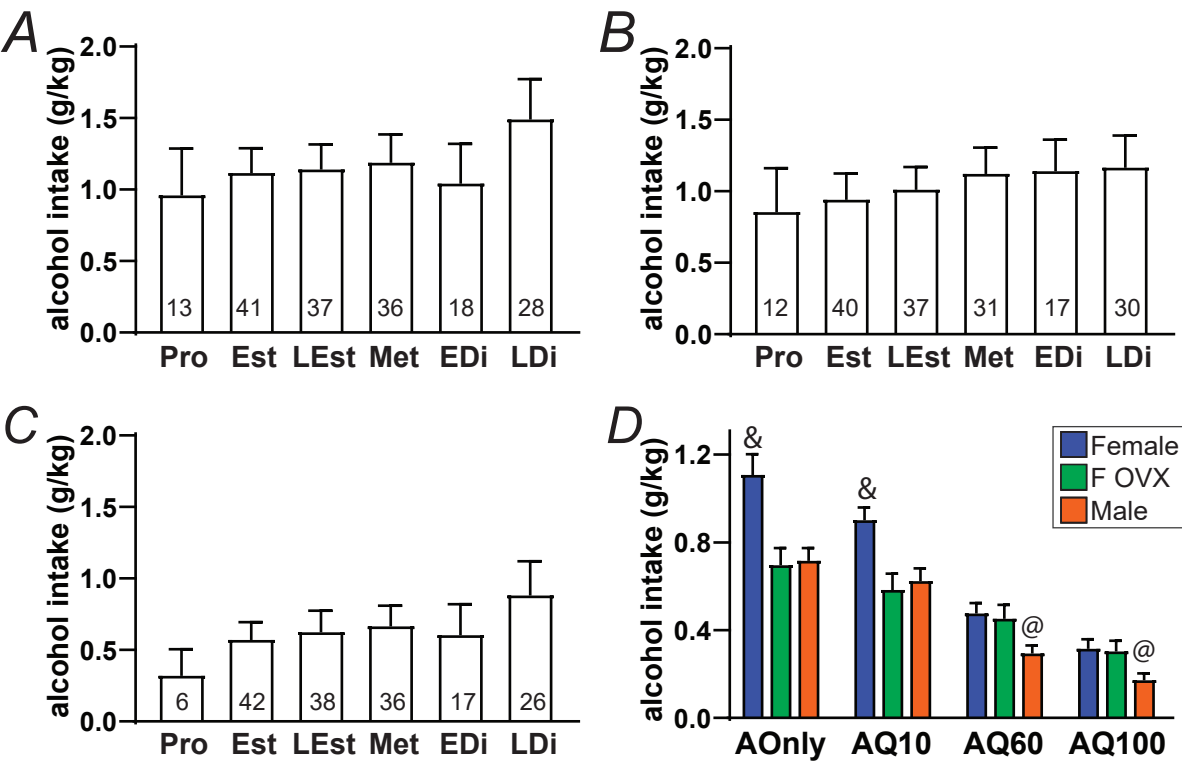 A
alcohol intake (g/kg)
2.0
1.5
1.0
0.5
0.0
13 41 37 36 18 28
Pro Est LEst Met EDi LDi
B
alcohol intake (g/kg)
2.0
1.5
1.0
0.5
0.0
12 40 37 31 17 30
Pro Est LEst Met EDi LDi
C
alcohol intake (g/kg)
2.0
1.5
1.0
0.5
0.0
6 42 38 36 17 26
Pro Est LEst Met EDi LDi
D
alcohol intake (g/kg)
1.2
0.8
0.4
0.0
&
&
@
@
Female
F OVX
Male
AOnly AQ10 AQ60 AQ100